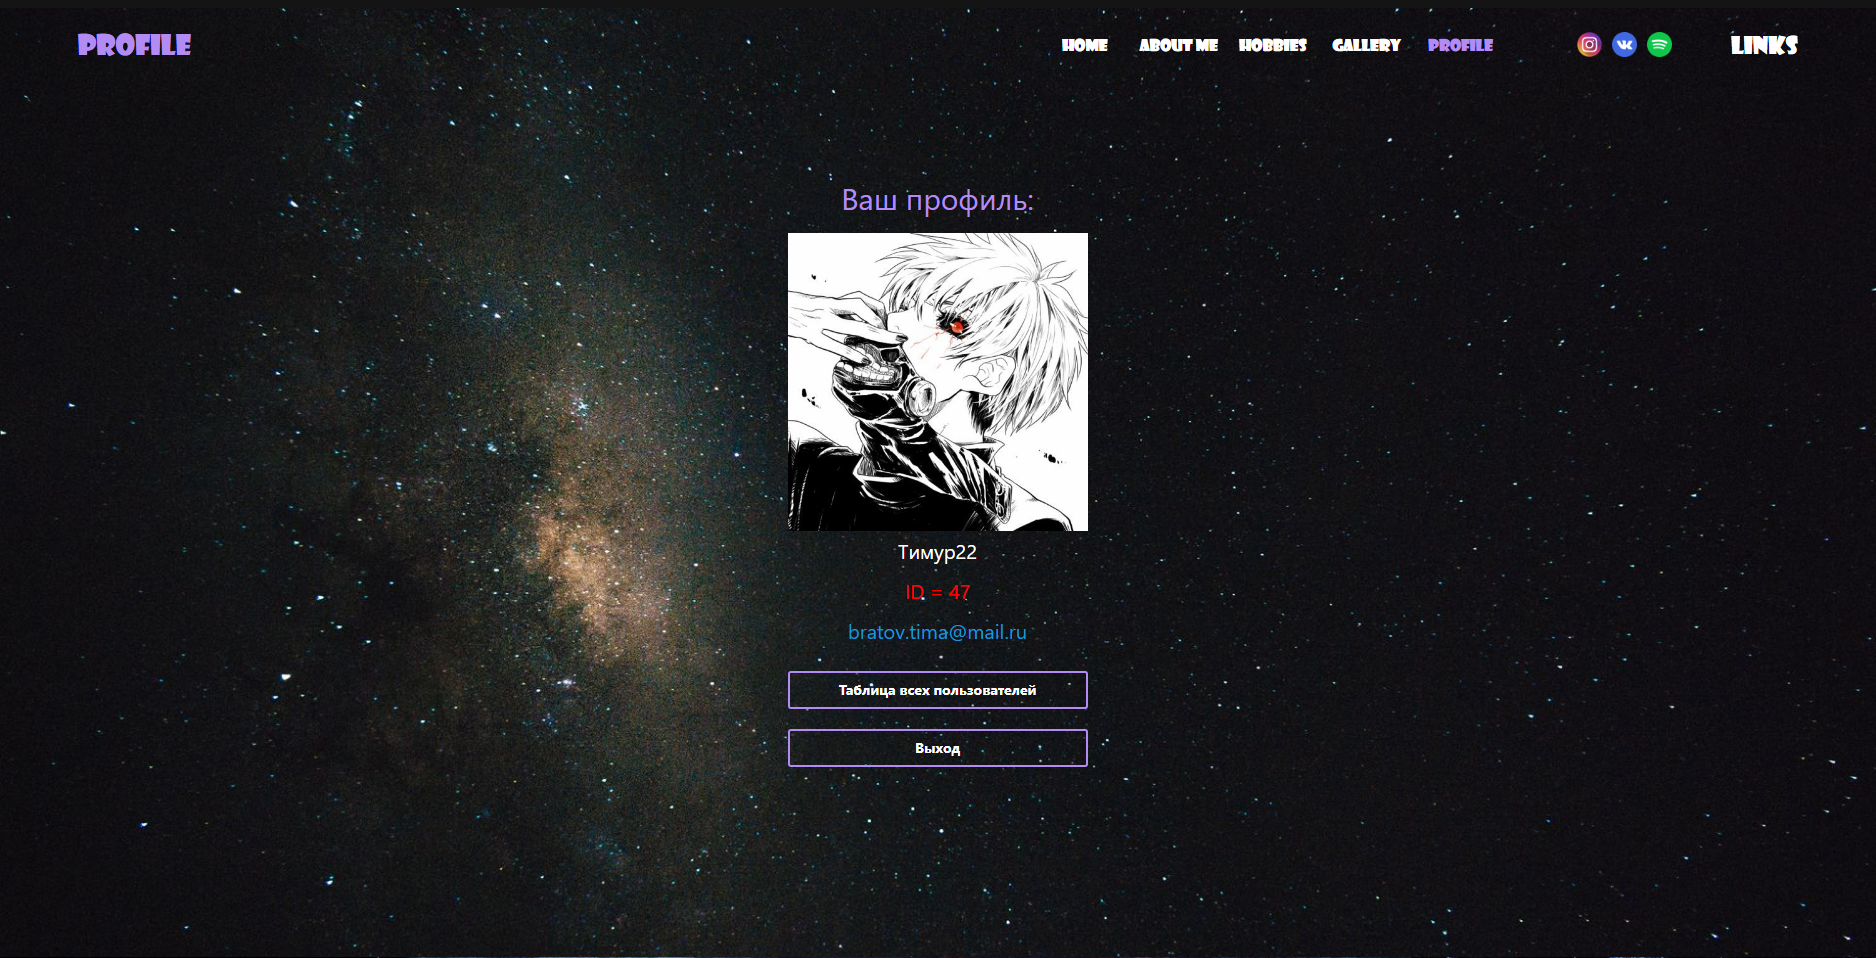 PROFILE
HOME ABOUT ME HOBBIES GALLERY PROFILE LINKS
Ваш профиль:
Тимур22
ID = 47
bratov.tima@mail.ru
Таблица всех пользователей
Выход